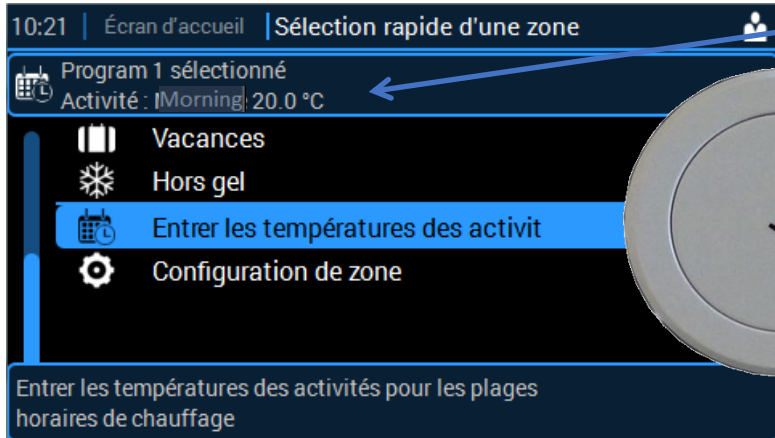 10:21 | Écran d'accueil | Sélection rapide d'une zone
Program 1 sélectionné
Activité : Morning 20.0 °C
Vacances
Hors gel
Entrer les températures des activit
Configuration de zone
Entrer les températures des activités pour les plages
horaires de chauffage